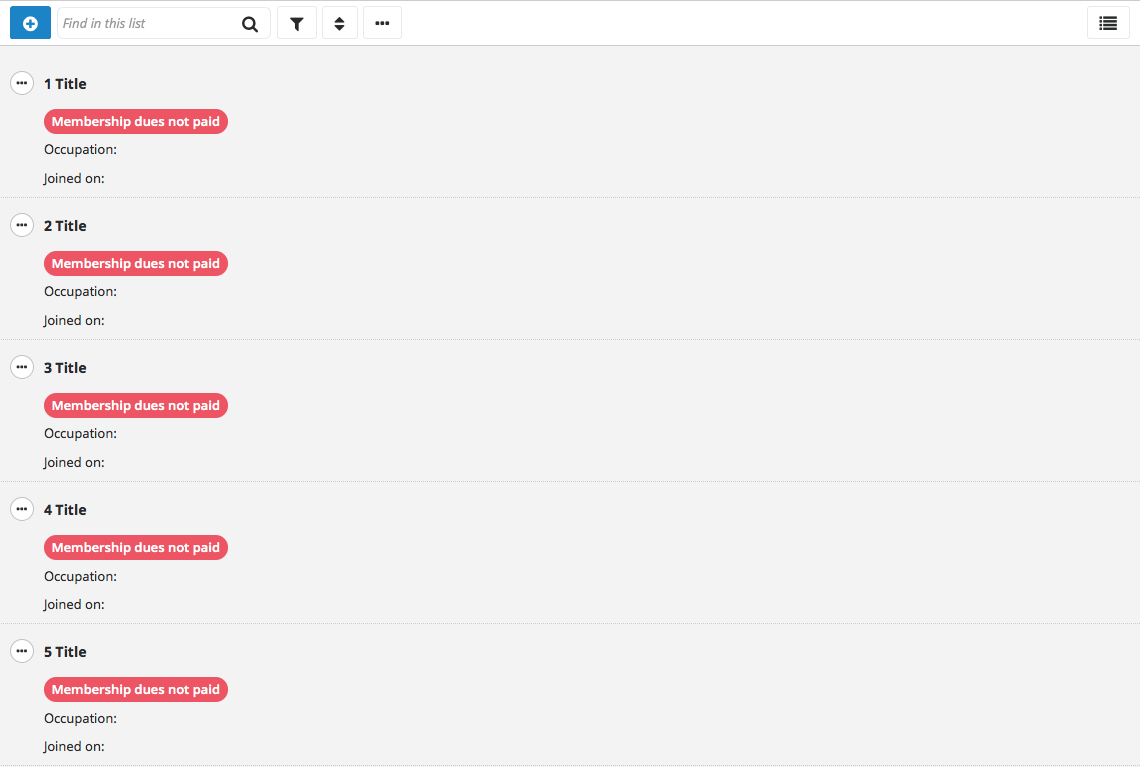 Find in this list
1 Title
Membership dues not paid
Occupation:
Joined on:
2 Title
Membership dues not paid
Occupation:
Joined on:
3 Title
Membership dues not paid
Occupation:
Joined on:
4 Title
Membership dues not paid
Occupation:
Joined on:
5 Title
Membership dues not paid
Occupation:
Joined on: